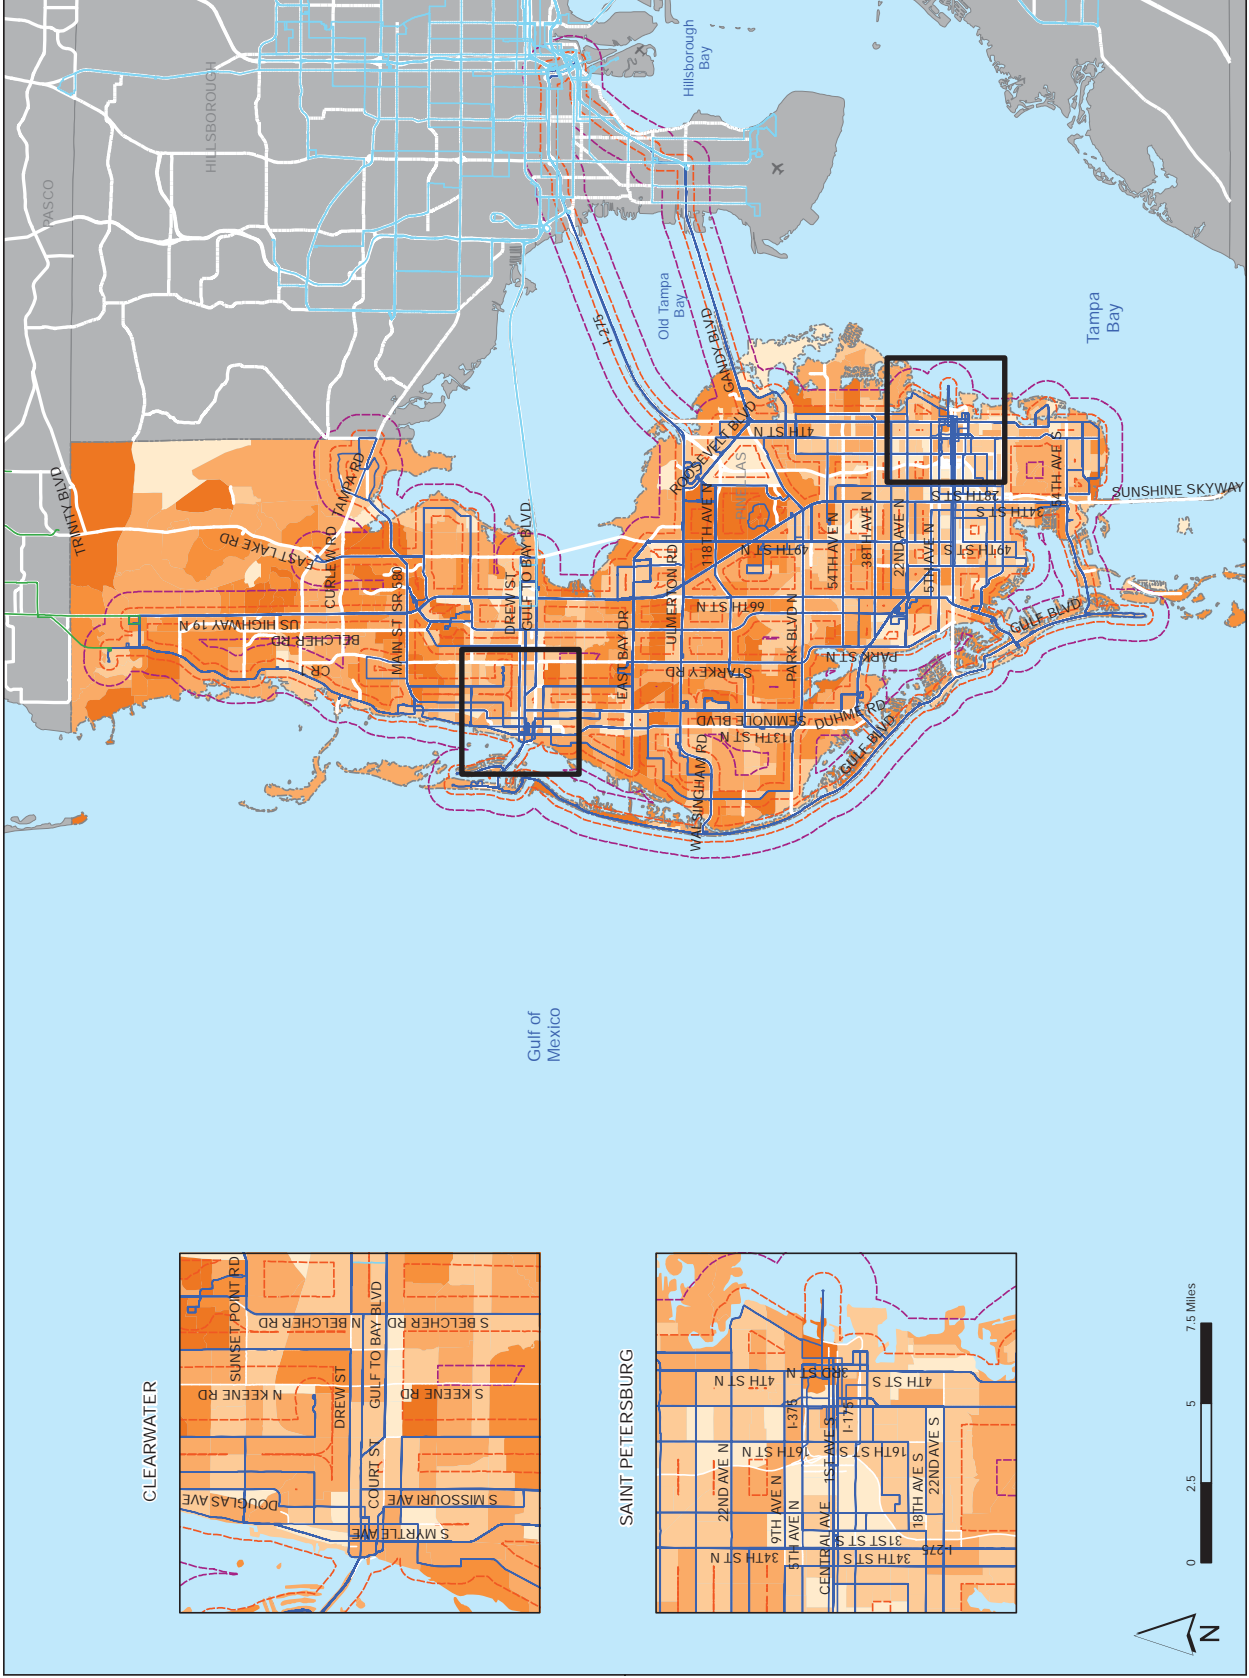 PASCO
HILLSBOROUGH
Hillsborough
Bay
TRINITY BLVD
EAST LAKE RD
TAMPA RD
CURLEW RD
US HIGHWAY 19 N
BELCHER RD
CR 1
MAIN ST
SR 580
DREW ST
GULF TO BAY BLVD
I-275
Old Tampa
Bay
GANDY BLVD
Tampa
Bay
ROOSEVELT BLVD
4TH ST N
PINELLAS
118TH AVE N
49TH ST N
28TH ST S
34TH ST S
54TH AVE S
SUNSHINE SKYWAY
54TH AVE N
38TH AVE N
22ND AVE N
5TH AVE N
49TH ST S
EAST BAY DR
ULMERTON RD
66TH ST N
STARKEY RD
PARK BLVD N
PARK ST N
GULF BLVD
SEMINOLE BLVD
113TH ST N
DUHME RD
GULF BLVD
WALSINGHAM RD
Gulf of
Mexico
CLEARWATER
SUNSET POINT RD
N BELCHER RD
S BELCHER RD
GULF TO BAY BLVD
N KEENE RD
S KEENE RD
DREW ST
COURT ST
DOUGLAS AVE
S MISSOURI AVE
S MYRTLE AVE
SAINT PETERSBURG
4TH ST N
3RD ST N
4TH ST S
I-375
I-175
22ND AVE N
16TH ST N
1ST AVE S
16TH ST S
22ND AVE S
9TH AVE N
5TH AVE N
CENTRAL AVE
18TH AVE S
31ST ST S
34TH ST N
34TH ST S
I-275
0
2.5
5
7.5 Miles
N